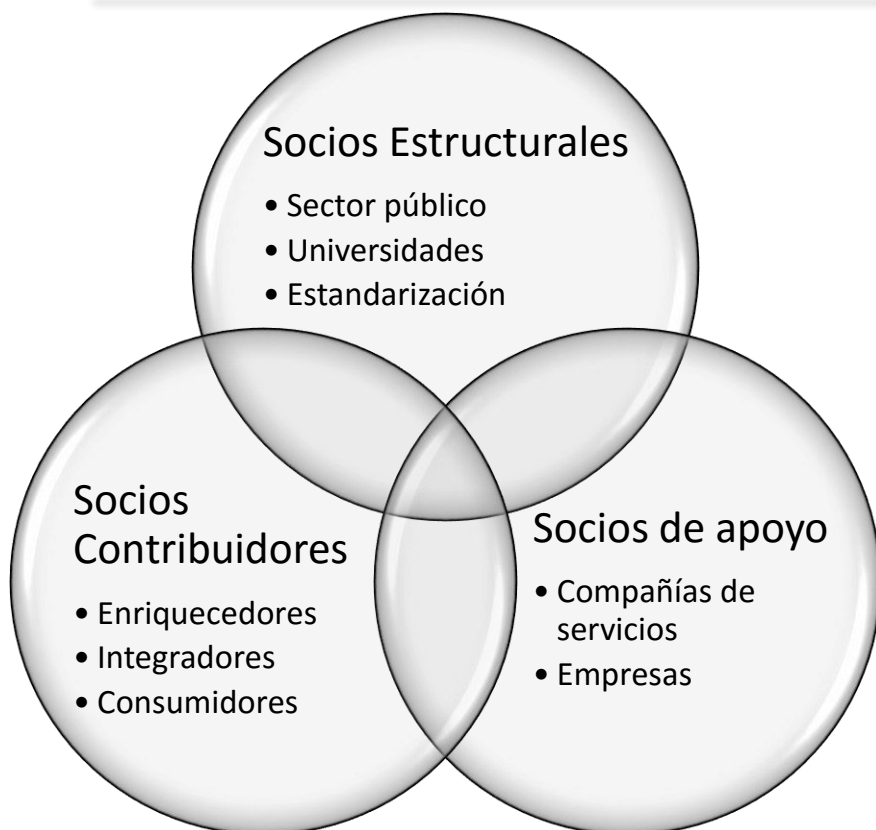 Socios Estructurales
• Sector público
• Universidades
• Estandarización
Socios
Contribuidores
• Enriquecedores
• Integradores
• Consumidores
Socios de apoyo
• Compañías de
servicios
• Empresas